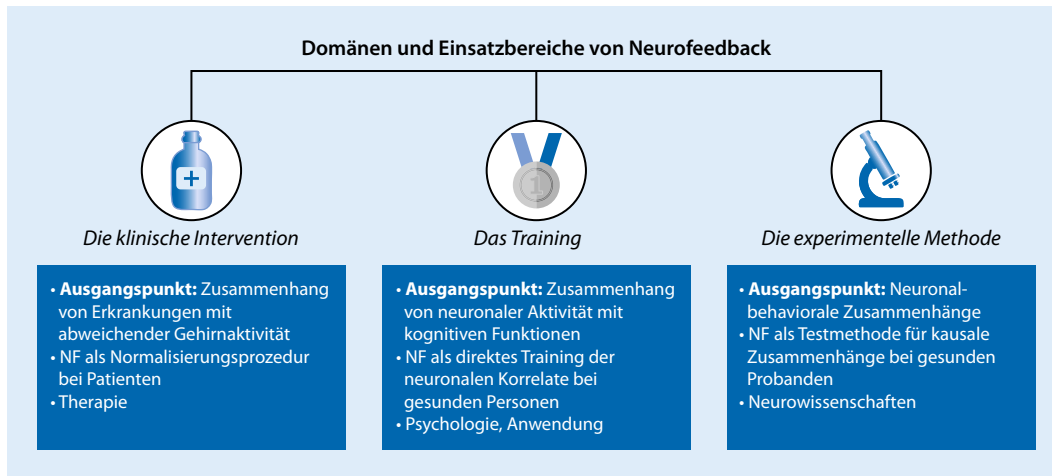 Domänen und Einsatzbereiche von Neurofeedback
1
Die klinische Intervention
Das Training
Die experimentelle Methode
• Ausgangspunkt: Zusammenhang
von Erkrankungen mit
abweichender Gehirnaktivität
• NF als Normalisierungsprozedur
bei Patienten
• Therapie
• Ausgangspunkt: Zusammenhang
von neuronaler Aktivität mit
kognitiven Funktionen
• NF als direktes Training der
neuronalen Korrelate bei
gesunden Personen
• Psychologie, Anwendung
• Ausgangspunkt: Neuronal-
behaviorale Zusammenhänge
• NF als Testmethode für kausale
Zusammenhänge bei gesunden
Probanden
• Neurowissenschaften